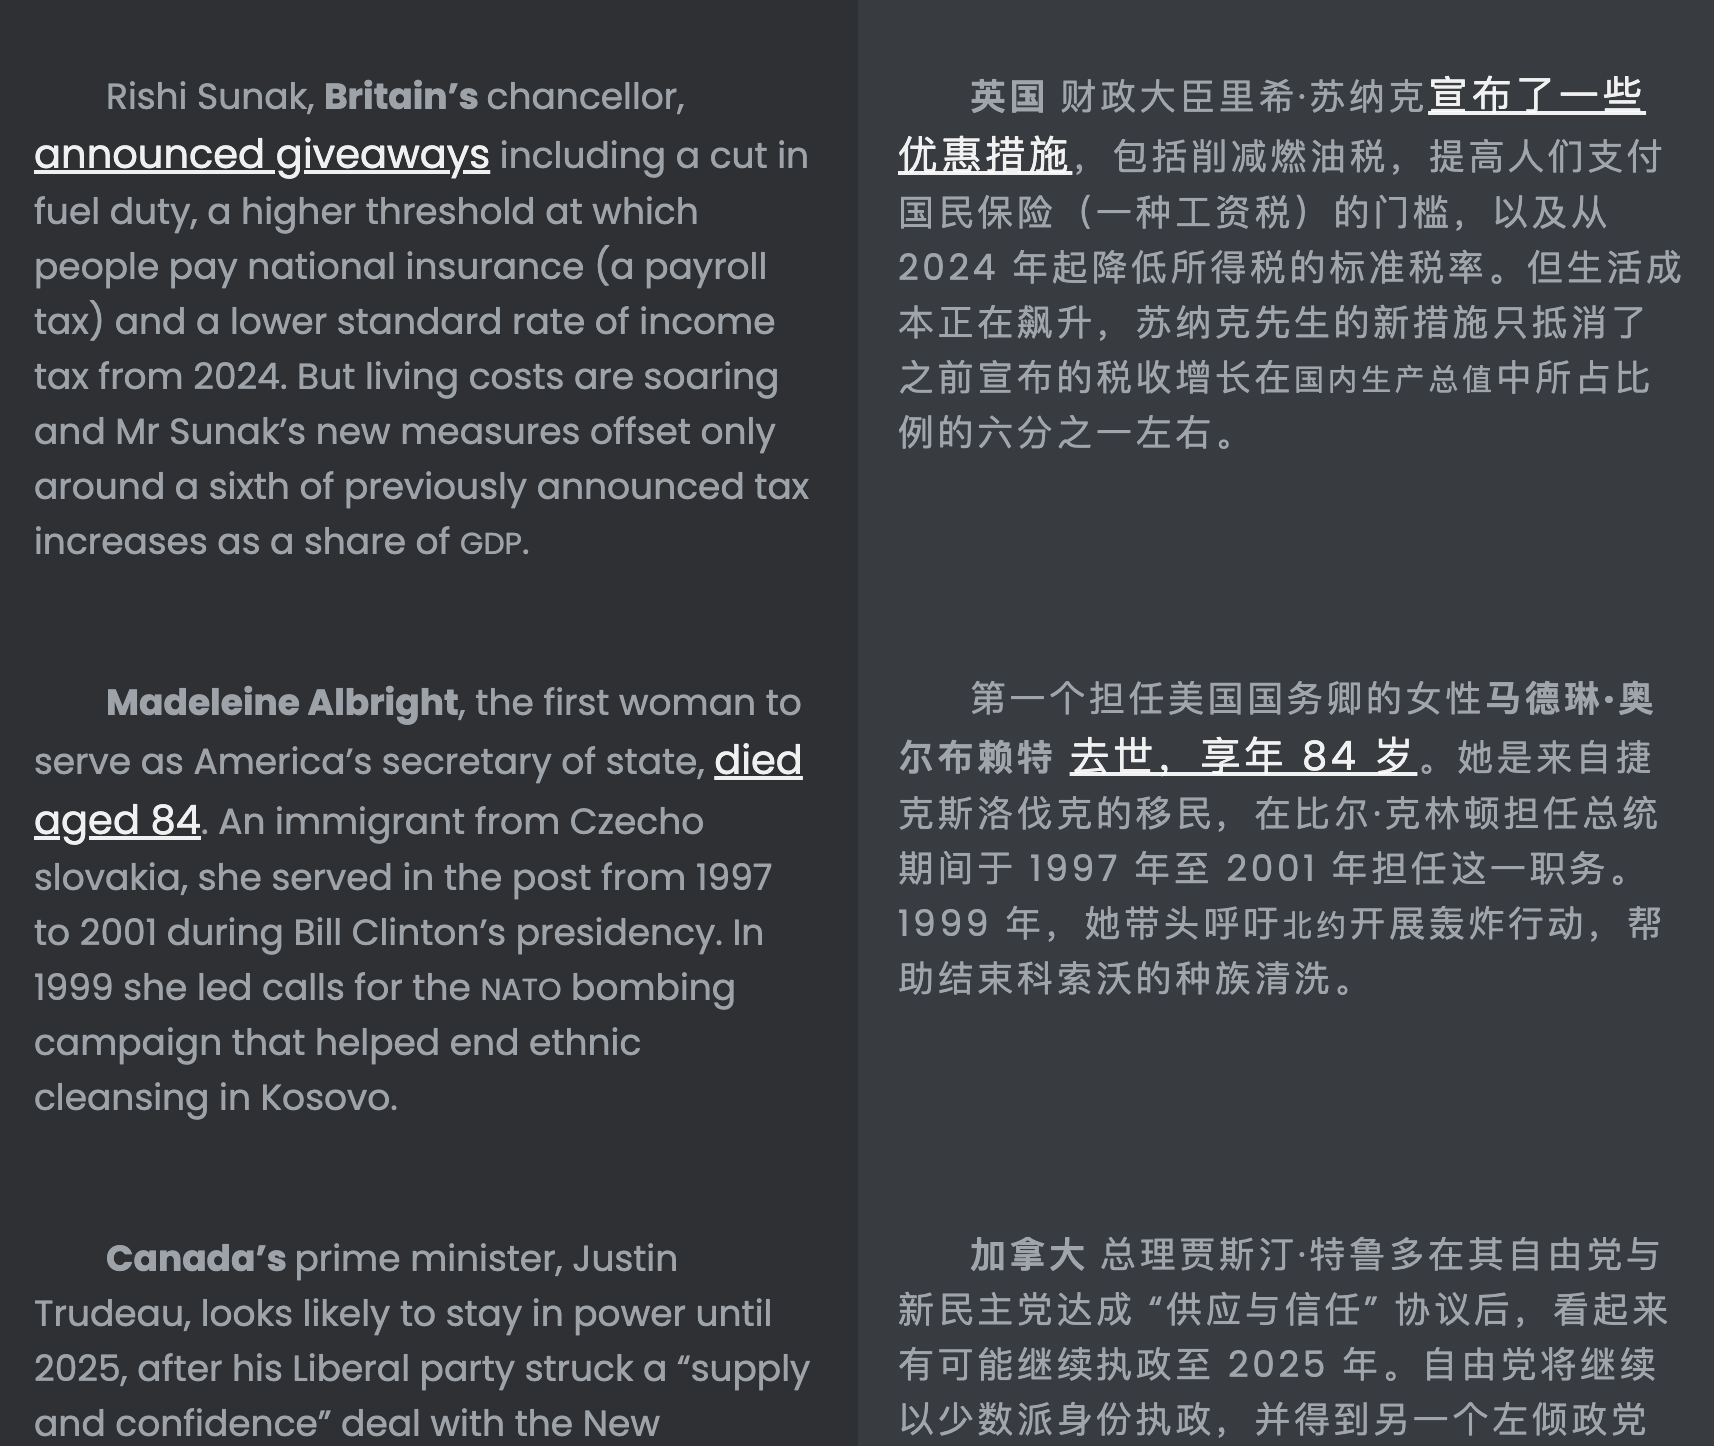 Rishi Sunak, Britain’s chancellor,
announced giveaways including a cut in
fuel duty, a higher threshold at which
people pay national insurance (a payroll
tax) and a lower standard rate of income
tax from 2024. But living costs are soaring
and Mr Sunak’s new measures offset only
around a sixth of previously announced tax
increases as a share of GDP.
Madeleine Albright, the first woman to
serve as America’s secretary of state, died
aged 84. An immigrant from Czecho
slovakia, she served in the post from 1997
to 2001 during Bill Clinton’s presidency. In
1999 she led calls for the NATO bombing
campaign that helped end ethnic
cleansing in Kosovo.
Canada’s prime minister, Justin
Trudeau, looks likely to stay in power until
2025, after his Liberal party struck a “supply
and confidence” deal with the New
英国 财政大臣里希·苏纳克宣布了一些
优惠措施，包括削减燃油税，提高人们支付
国民保险（一种工资税）的门槛，以及从
2024 年起降低所得税的标准税率。但生活成
本正在飙升，苏纳克先生的新措施只抵消了
之前宣布的税收增长在国内生产总值中所占比
例的六分之一左右。
第一个担任美国国务卿的女性马德琳·奥
尔布赖特 去世，享年 84 岁。她是来自捷
克斯洛伐克的移民，在比尔·克林顿担任总统
期间于 1997 年至 2001 年担任这一职务。
1999 年，她带头呼吁北约开展轰炸行动，帮
助结束科索沃的种族清洗。
加拿大 总理贾斯汀·特鲁多在其自由党与
新民主党达成 “供应与信任” 协议后，看起来
有可能继续执政至 2025 年。自由党将继续
以少数派身份执政，并得到另一个左倾政党